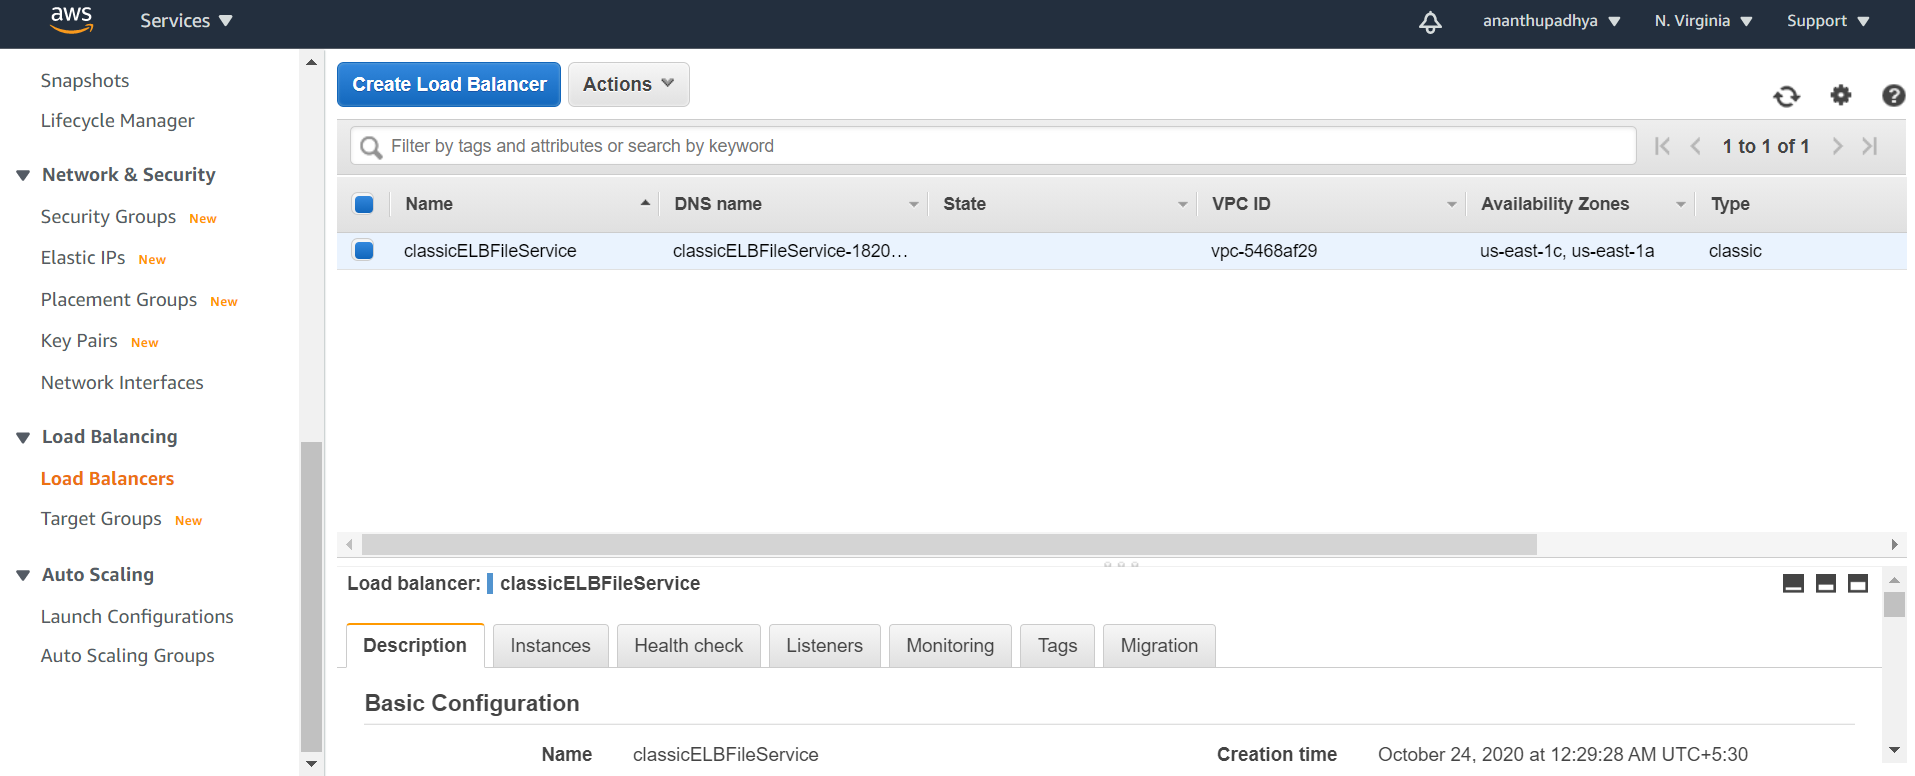 aws
Services
ananthupadhya
N. Virginia
Support
Snapshots
Lifecycle Manager
Network & Security
Security Groups New
Elastic IPs New
Placement Groups New
Key Pairs New
Network Interfaces
Load Balancing
Load Balancers
Target Groups New
Auto Scaling
Launch Configurations
Auto Scaling Groups
Create Load Balancer
Actions
Filter by tags and attributes or search by keyword
1 to 1 of 1
Name DNS name State VPC ID Availability Zones Type
classicELBFileService classicELBFileService-1820... vpc-5468af29 us-east-1c, us-east-1a classic
Load balancer: classicELBFileService
Description Instances Health check Listeners Monitoring Tags Migration
Basic Configuration
Name classicELBFileService Creation time October 24, 2020 at 12:29:28 AM UTC+5:30